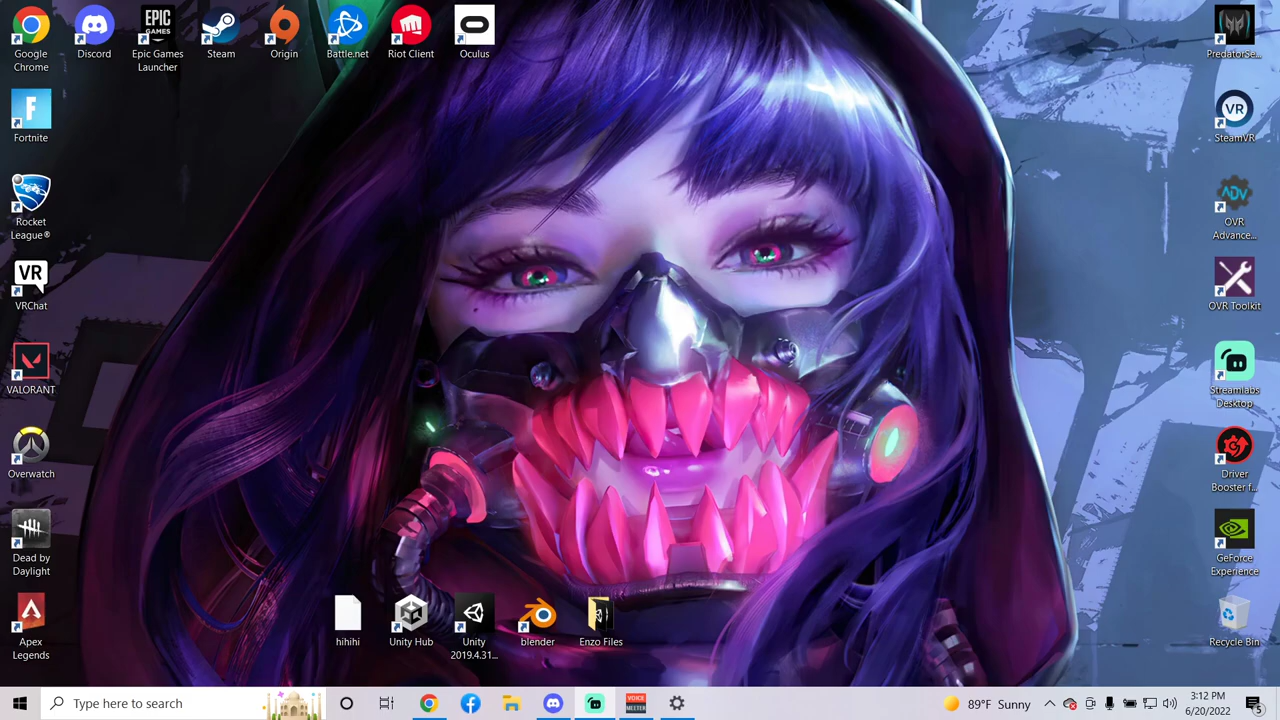 Google
Chrome
Discord
EPIC
GAMES
Epic Games
Launcher
Steam
Origin
Battle.net
Riot Client
Oculus
PredatorSe...
F
Fortnite
VR
SteamVR
Rocket
League®
ADV
OVR
Advance...
VR
VRChat
OVR Toolkit
VALORANT
Streamlabs
Desktop
Overwatch
Driver
Booster f...
Dead by
Daylight
GeForce
Experience
Apex
Legends
hihihi
Unity Hub
Unity
2019.4.31...
blender
Enzo Files
Recycle Bin
Type here to search
VOICE
MEETER
89°F Sunny
3:12 PM
6/20/2022
5